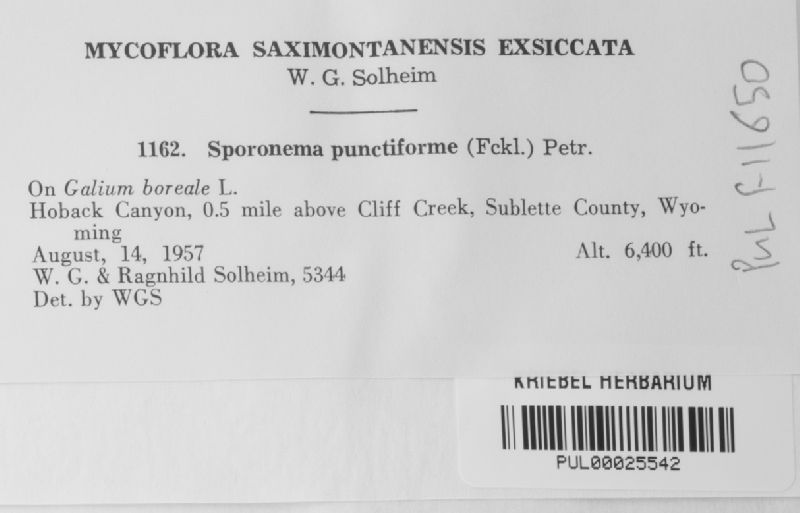 MYCOFLORA SAXIMONTANENSIS EXSICCATA
W. G. Solheim
1162. Sporonema punctiforme (Fckl.) Petr.
On Galium boreale L.
Hoback Canyon, 0.5 mile above Cliff Creek, Sublette County, Wyo-
ming
August, 14, 1957 Alt. 6,400 ft.
W. G. & Ragnhild Solheim, 5344
Det. by WGS
PUL F11650
KRIEBEL HERBARIUM
PUL00025542